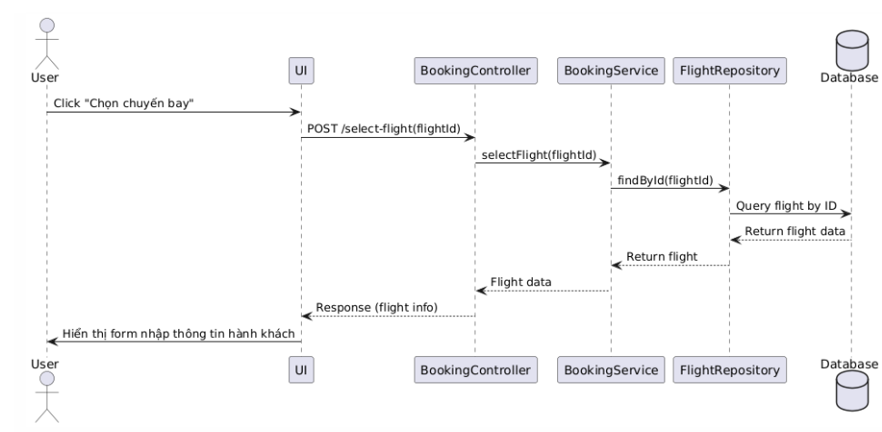 User
UI
BookingController
BookingService
FlightRepository
Database
Click "Chọn chuyến bay"
POST /select-flight(flightId)
selectFlight(flightId)
findById(flightId)
Query flight by ID
Return flight data
Return flight
Flight data
Response (flight info)
Hiển thị form nhập thông tin hành khách
User
UI
BookingController
BookingService
FlightRepository
Database